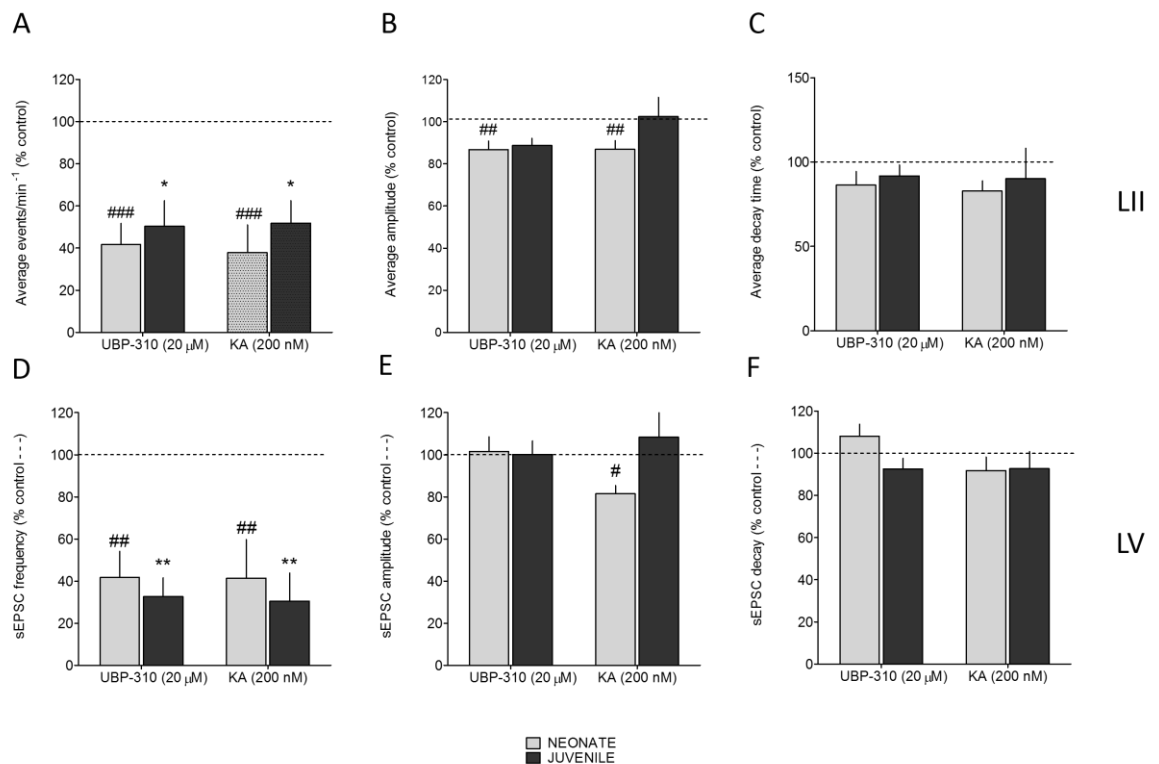 A
B
C
Average events/min⁻¹ (% control)
120
100
80
60
40
20
0
###
*
###
*
UBP-310 (20 μM)
KA (200 nM)
Average amplitude (% control)
120
100
80
60
40
20
0
##
##
UBP-310 (20 μM)
KA (200 nM)
Average decay time (% control)
150
100
50
0
UBP-310 (20 μM)
KA (200 nM)
LII
D
E
F
sEPSC frequency (% control - - -)
120
100
80
60
40
20
0
##
**
##
**
UBP-310 (20 μM)
KA (200 nM)
sEPSC amplitude (% control - - -)
120
100
80
60
40
20
0
#
UBP-310 (20 μM)
KA (200 nM)
sEPSC decay (% control - - -)
120
100
80
60
40
20
0
UBP-310 (20 μM)
KA (200 nM)
LV
NEONATE
JUVENILE